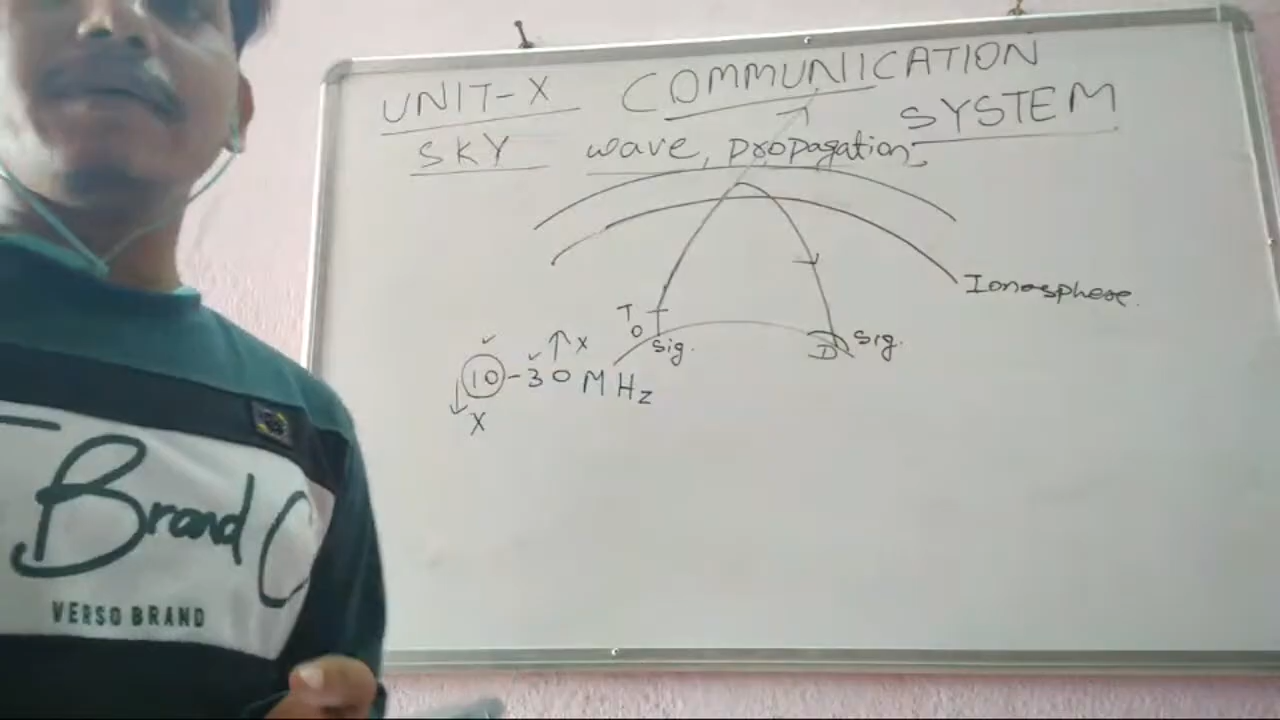 UNIT-X COMMUNICATION
SYSTEM
SKY wave propagation:-
Ionosphere.
T
O
Sig.
D
Sig.
X
10-30 MHz
X
Brand
VERSO BRAND